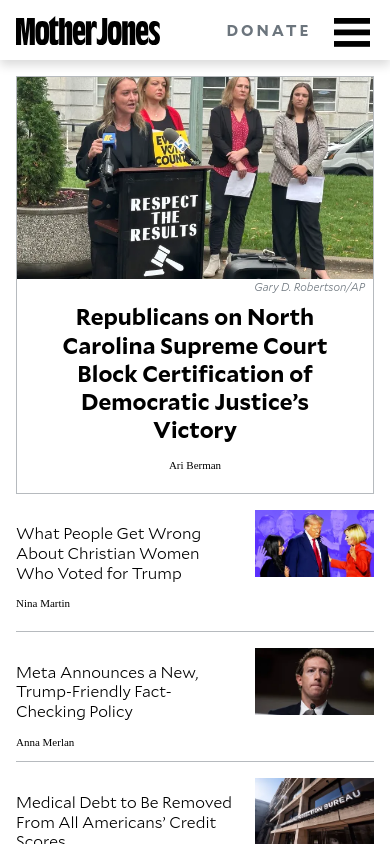 Mother Jones
DONATE
EVERY
VOTE
COUNTS
RESPECT
THE
RESULTS
Gary D. Robertson/AP
Republicans on North
Carolina Supreme Court
Block Certification of
Democratic Justice’s
Victory
Ari Berman
What People Get Wrong
About Christian Women
Who Voted for Trump
Nina Martin
Meta Announces a New,
Trump-Friendly Fact-
Checking Policy
Anna Merlan
Medical Debt to Be Removed
From All Americans’ Credit
Scores
BUREAU